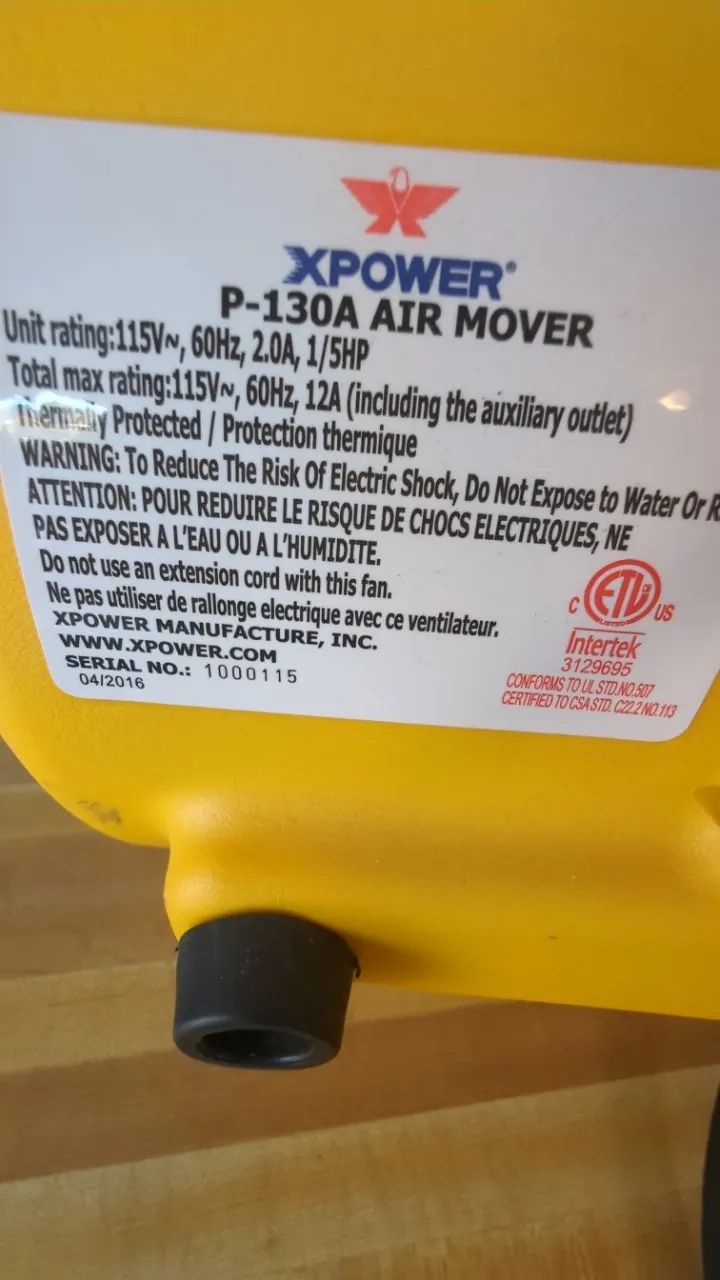 XPOWER®
P-130A AIR MOVER
Unit rating:115V~, 60Hz, 2.0A, 1/5HP
Total max rating:115V~, 60Hz, 12A (including the auxiliary outlet)
Thermally Protected / Protection thermique
WARNING: To Reduce The Risk Of Electric Shock, Do Not Expose to Water Or R
ATTENTION: POUR REDUIRE LE RISQUE DE CHOCS ELECTRIQUES, NE
PAS EXPOSER A L'EAU OU A L'HUMIDITE.
Do not use an extension cord with this fan.
Ne pas utiliser de rallonge electrique avec ce ventilateur.
XPOWER MANUFACTURE, INC.
WWW.XPOWER.COM
SERIAL NO.: 1000115
04/2016
C ETL US
LISTED
Intertek
3129695
CONFORMS TO UL STD.NO.507
CERTIFIED TO CSA STD. C22.2 NO.113